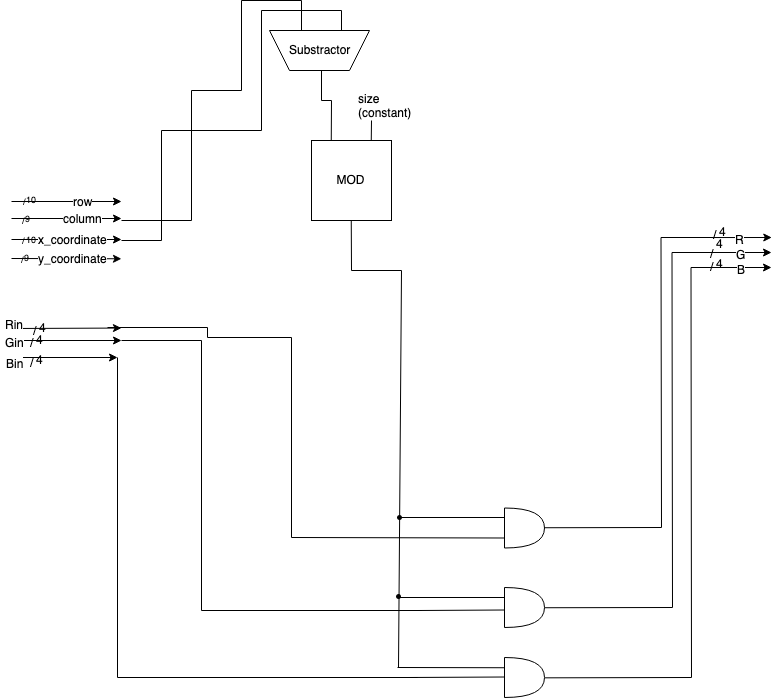 Substractor
size
(constant)
MOD
/10 row
/9 column
/10 x_coordinate
/9 y_coordinate
/4 R
/4 G
/4 B
Rin /4
Gin /4
Bin /4